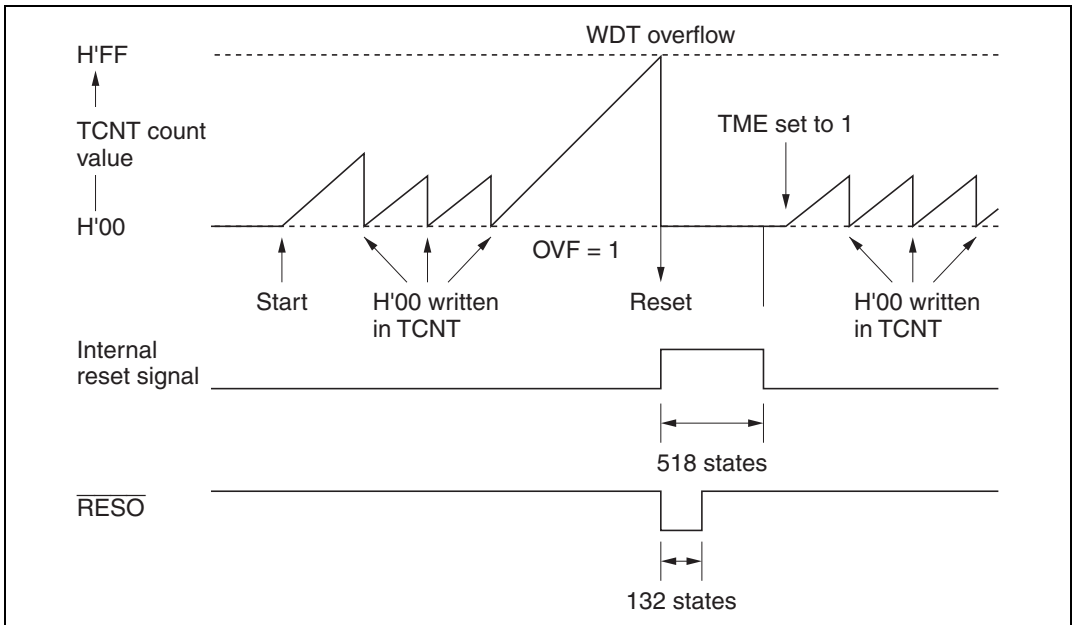 WDT overflow
H'FF
TCNT count
value
TME set to 1
H'00
OVF = 1
Start
H'00 written
in TCNT
Reset
H'00 written
in TCNT
Internal
reset signal
518 states
RESO
132 states